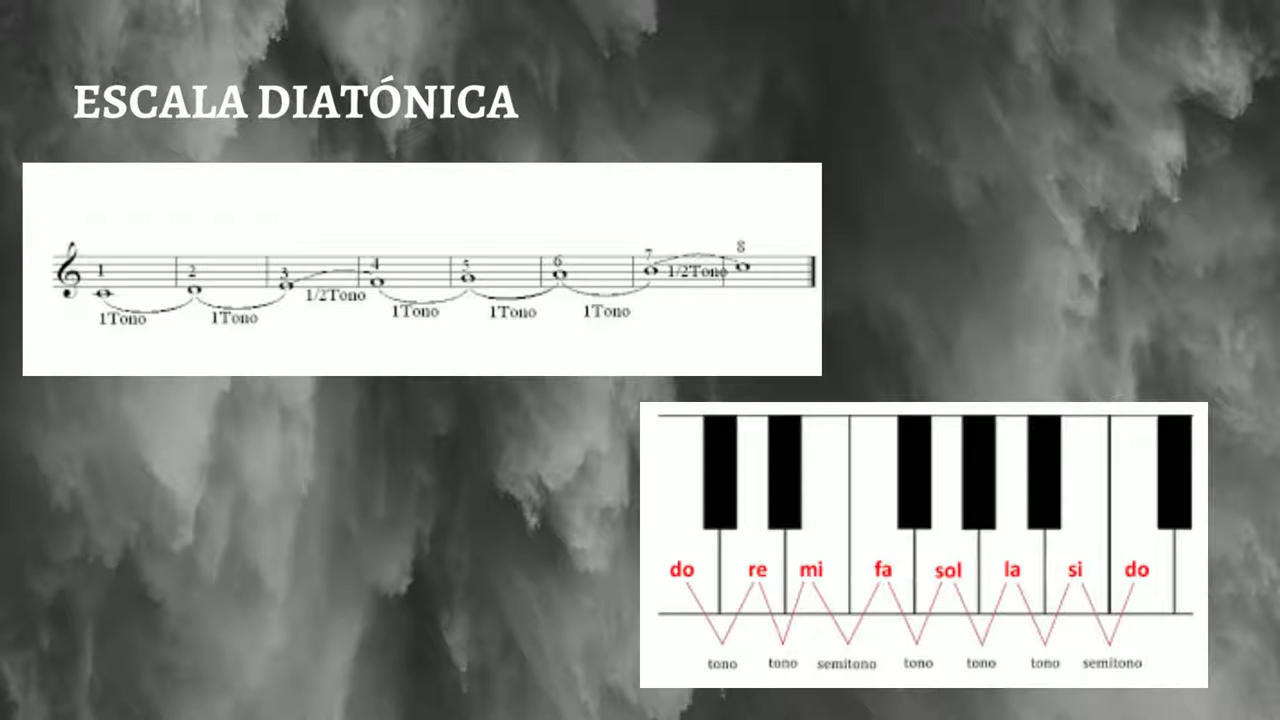 ESCALA DIATÓNICA
1 2 3 4 5 6 7 8
1Tono 1Tono 1/2Tono 1Tono 1Tono 1Tono 1/2Tono
do re mi fa sol la si do
tono tono semitono tono tono tono semitono